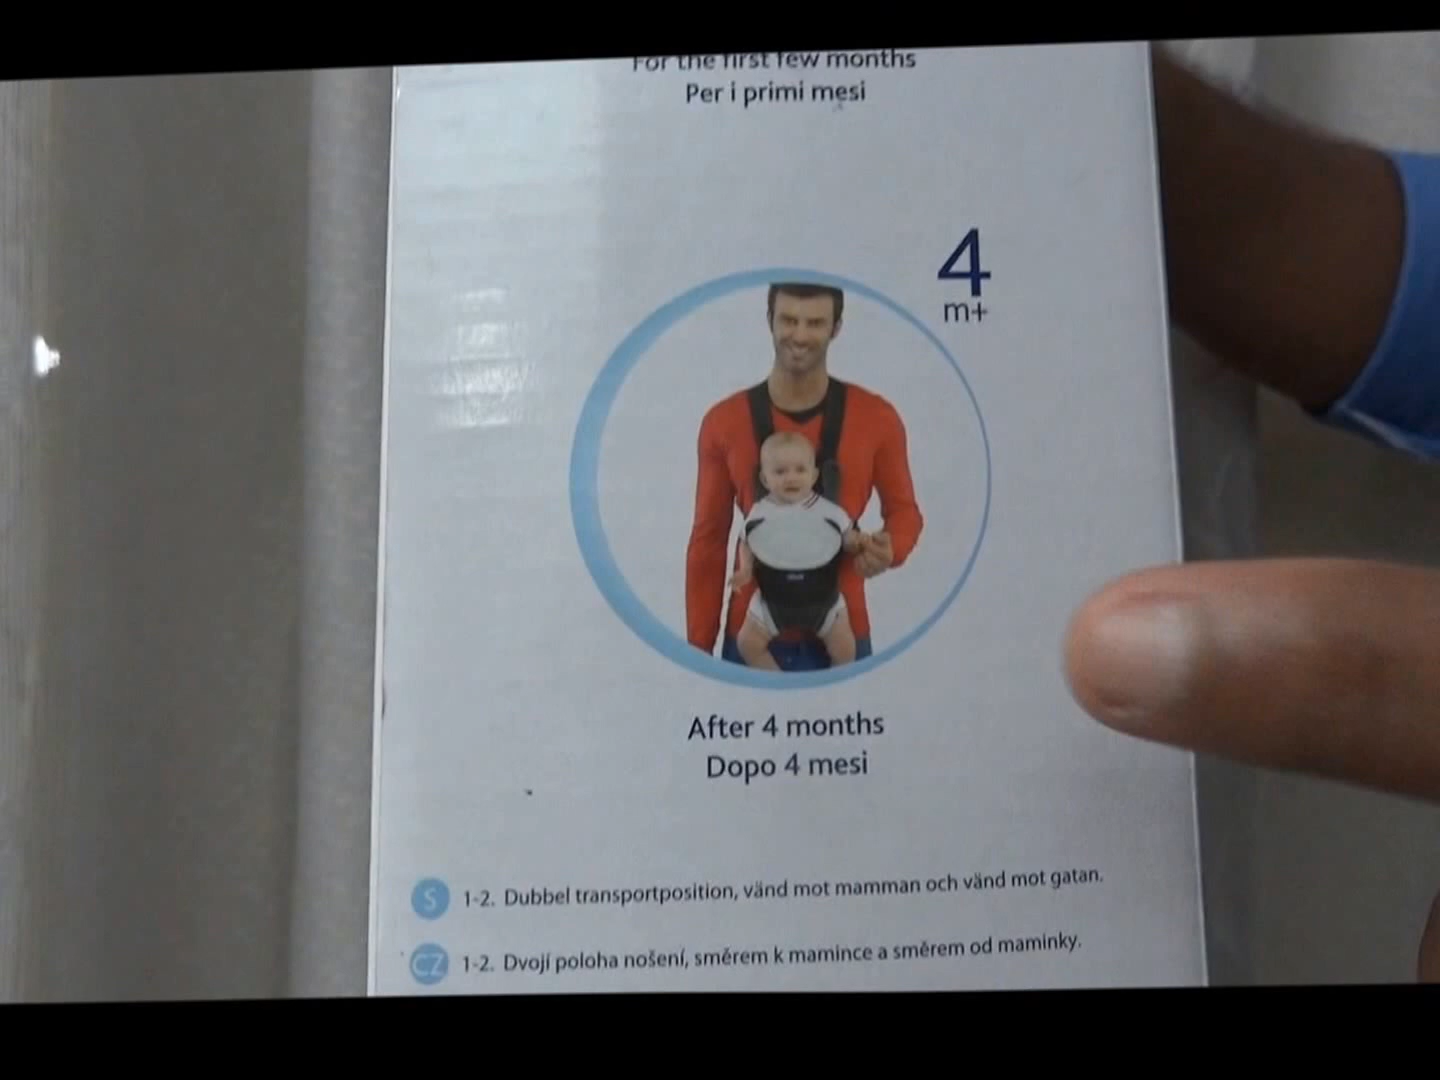 For the first few months
Per i primi mesi
4
m+
After 4 months
Dopo 4 mesi
S 1-2. Dubbel transportposition, vänd mot mamman och vänd mot gatan.
CZ 1-2. Dvojí poloha nošení, směrem k mamince a směrem od maminky.